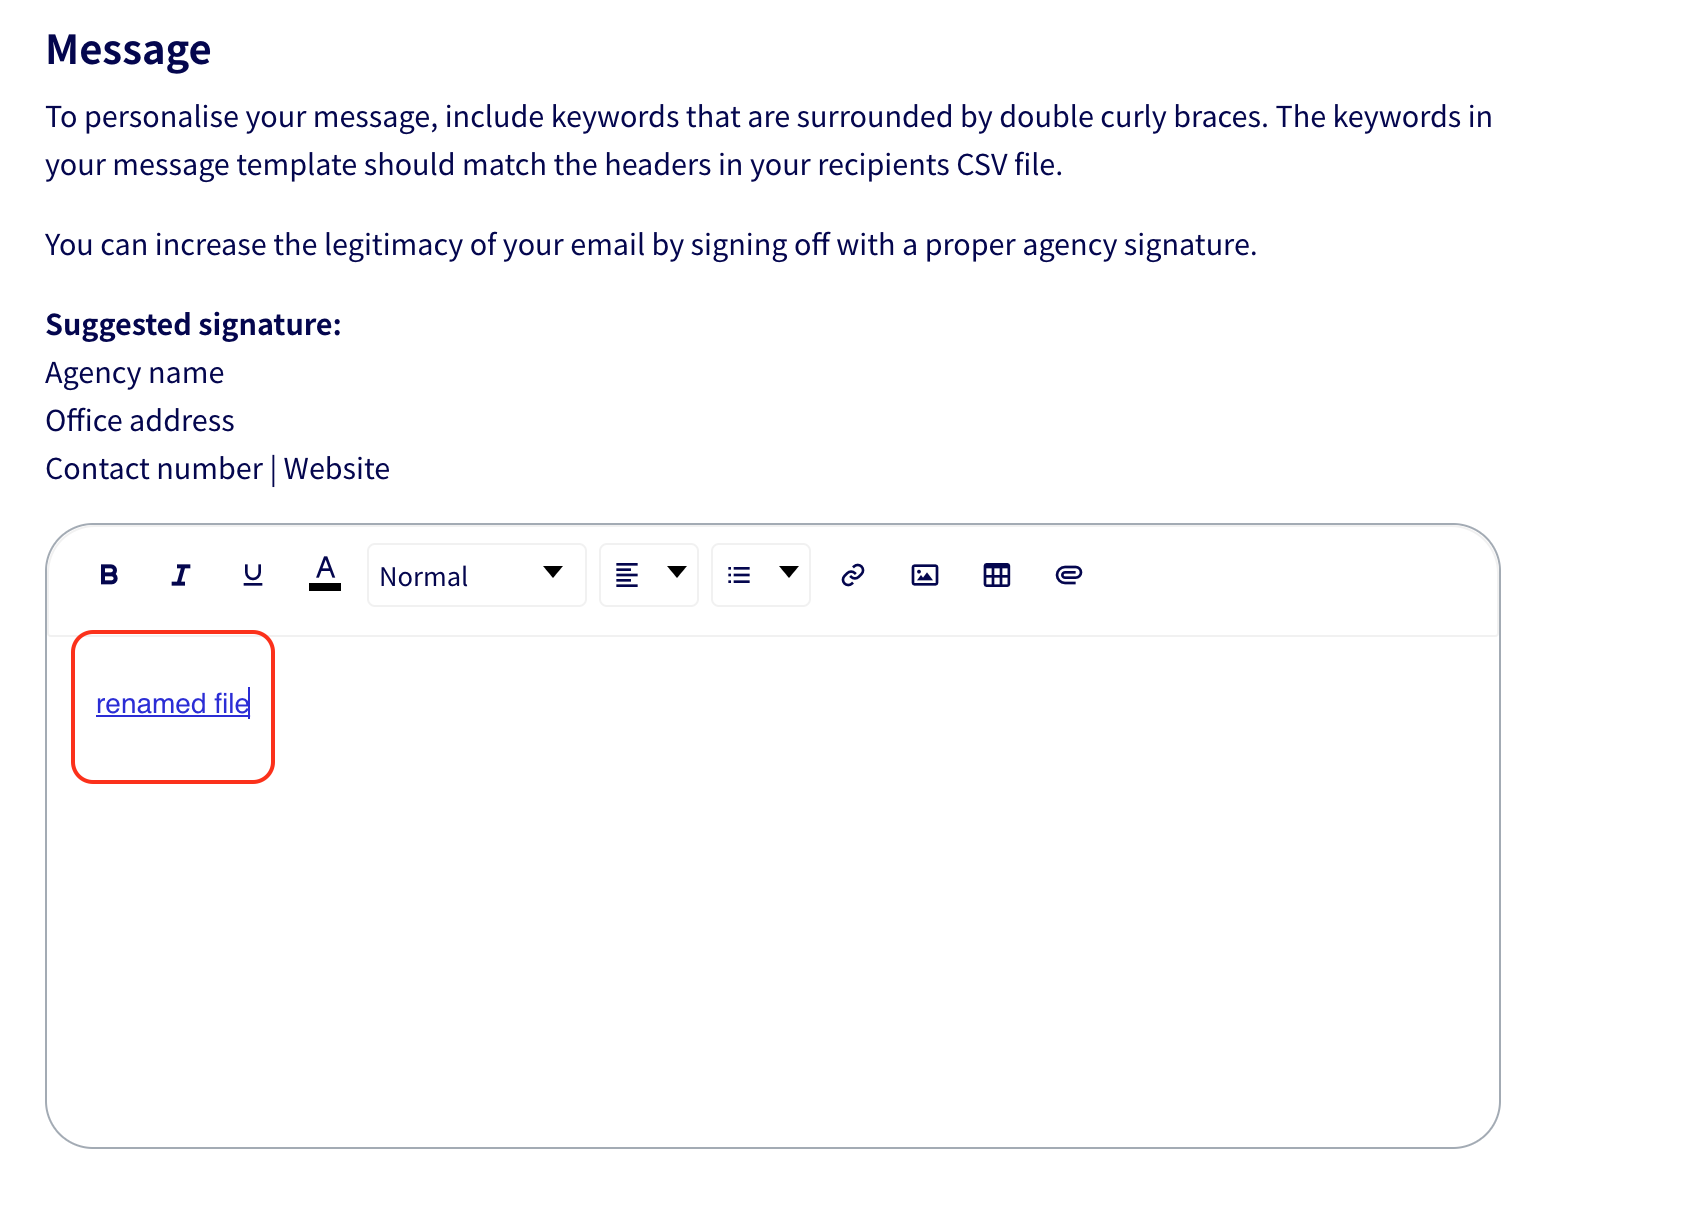 Message
To personalise your message, include keywords that are surrounded by double curly braces. The keywords in
your message template should match the headers in your recipients CSV file.
You can increase the legitimacy of your email by signing off with a proper agency signature.
Suggested signature:
Agency name
Office address
Contact number | Website
B I U A Normal
renamed file